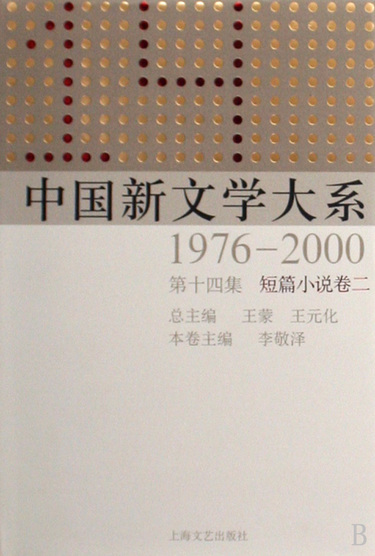 14
中国新文学大系
1976-2000
第十四集 短篇小说卷二
总主编 王蒙 王元化
本卷主编 李敬泽
上海文艺出版社
B